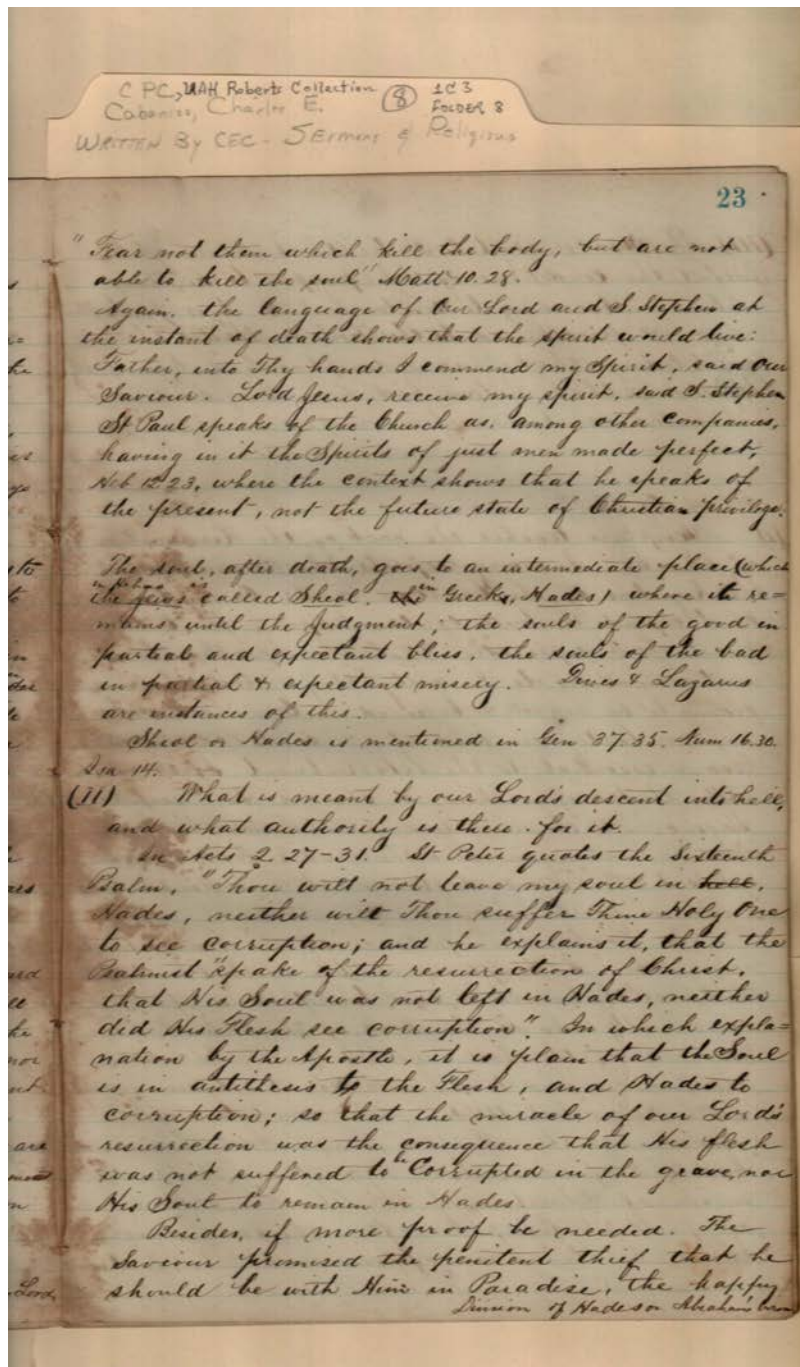 CPC, UAH Roberts Collection
Cabaniss, Charles E.
8
1C3
FOLDER 8
WRITTEN By CEC - SErmons & Religious
23
"Fear not them which kill the body, but are not
able to kill the soul" Matt. 10. 28.
Again. the language of Our Lord and S. Stephen at
the instant of death shows that the spirit would live:
Father, into Thy hands I commend my Spirit, said Our
Saviour. Lord Jesus, receive my spirit, said S. Stephen
St Paul speaks of the Church as, among other companies,
having in it the Spirits of just men made perfect,
Heb 12.23, where the context shows that he speaks of
the present, not the future state of Christian privilege.
The soul, after death, goes to an intermediate place (which
in Hebrew is
the Jews called Sheol. the in Greeks, Hades) where it re=
mains until the Judgment; the souls of the good in
partial and expectant bliss, the souls of the bad
in partial & expectant misery. Dives & Lazarus
are instances of this.
Sheol or Hades is mentioned in Gen 37.35. Num 16.30.
Isa 14.
(11) What is meant by our Lord's descent into hell,
and what authority is there for it.
In Acts 2. 27-31. St Peter quotes the Sixteenth
Psalm, "Thou wilt not leave my soul in hell,
Hades, neither wilt Thou suffer Thine Holy One
to see corruption; and he explains it, that the
Psalmist "spake of the resurrection of Christ,
that His Soul was not left in Hades, neither
did His Flesh see corruption". In which expla=
nation by the Apostle, it is plain that the Soul
is in antithesis to the Flesh, and Hades to
corruption; so that the miracle of our Lord's
resurrection was the consequence that His flesh
was not suffered to Corrupted in the grave, nor
His Soul to remain in Hades.
Besides, if more proof be needed. The
Saviour promised the penitent thief that he
should be with Him in Paradise, the happy
Division of Hades or Abraham's bosom